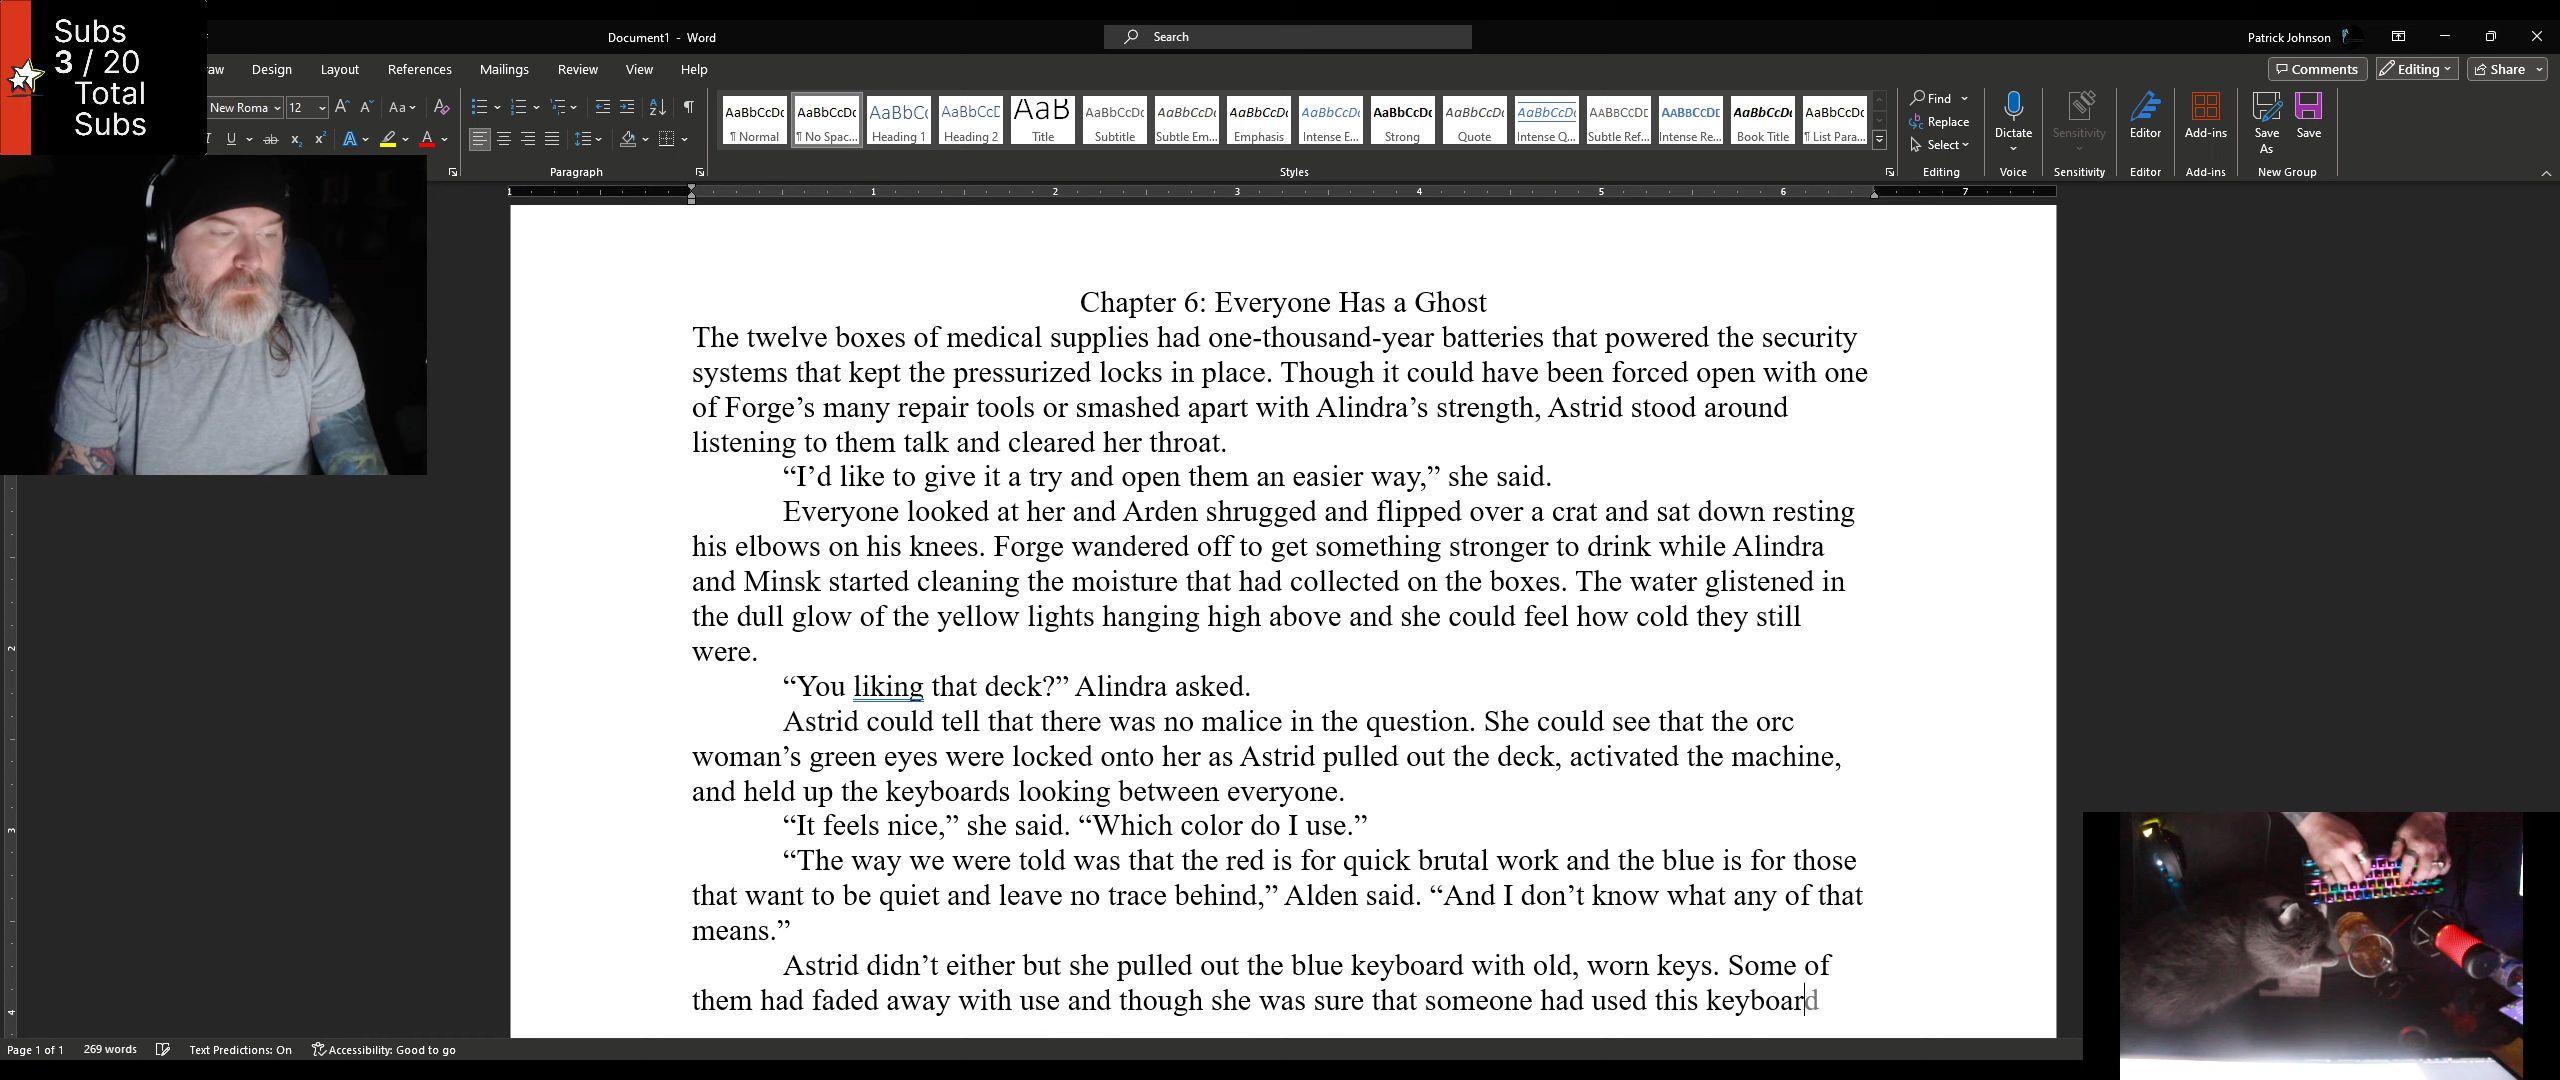 Subs
3 / 20
Total
Subs
Document1 - Word
Search
Patrick Johnson
aw
Design
Layout
References
Mailings
Review
View
Help
Comments
Editing
Share
New Roma
12
Aa
Paragraph
AaBbCcDc
¶ Normal
AaBbCcDc
¶ No Spac...
AaBbC
Heading 1
AaBbCcE
Heading 2
AaB
Title
AaBbCcDc
Subtitle
AaBbCcDc
Subtle Em...
AaBbCcDc
Emphasis
AaBbCcDc
Intense E...
AaBbCcDc
Strong
AaBbCcDc
Quote
AaBbCcDc
Intense Q...
AaBbCcDc
Subtle Ref...
AaBbCcDc
Intense Re...
AaBbCcDc
Book Title
AaBbCcDc
¶ List Para...
Styles
Find
Replace
Select
Editing
Dictate
Voice
Sensitivity
Sensitivity
Editor
Editor
Add-ins
Add-ins
Save
As
Save
New Group
1 1 2 3 4 5 6 7
Chapter 6: Everyone Has a Ghost
The twelve boxes of medical supplies had one-thousand-year batteries that powered the security
systems that kept the pressurized locks in place. Though it could have been forced open with one
of Forge’s many repair tools or smashed apart with Alindra’s strength, Astrid stood around
listening to them talk and cleared her throat.
“I’d like to give it a try and open them an easier way,” she said.
Everyone looked at her and Arden shrugged and flipped over a crat and sat down resting
his elbows on his knees. Forge wandered off to get something stronger to drink while Alindra
and Minsk started cleaning the moisture that had collected on the boxes. The water glistened in
the dull glow of the yellow lights hanging high above and she could feel how cold they still
were.
“You liking that deck?” Alindra asked.
Astrid could tell that there was no malice in the question. She could see that the orc
woman’s green eyes were locked onto her as Astrid pulled out the deck, activated the machine,
and held up the keyboards looking between everyone.
“It feels nice,” she said. “Which color do I use.”
“The way we were told was that the red is for quick brutal work and the blue is for those
that want to be quiet and leave no trace behind,” Alden said. “And I don’t know what any of that
means.”
Astrid didn’t either but she pulled out the blue keyboard with old, worn keys. Some of
them had faded away with use and though she was sure that someone had used this keyboard
2
3
4
Page 1 of 1
269 words
Text Predictions: On
Accessibility: Good to go